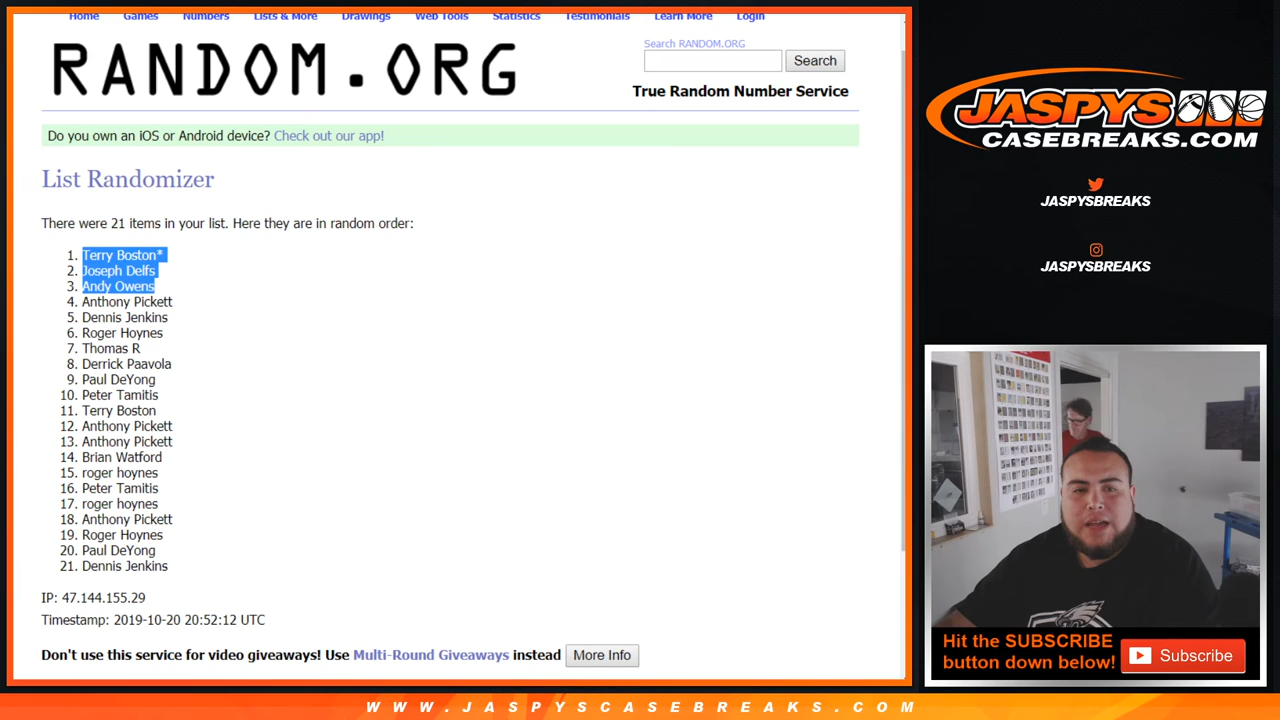 Home Games Numbers Lists & More Drawings Web Tools Statistics Testimonials Learn More Login
RANDOM.ORG
Search RANDOM.ORG
Search
True Random Number Service
Do you own an iOS or Android device? Check out our app!
List Randomizer
There were 21 items in your list. Here they are in random order:
1. Terry Boston*
2. Joseph Delfs
3. Andy Owens
4. Anthony Pickett
5. Dennis Jenkins
6. Roger Hoynes
7. Thomas R
8. Derrick Paavola
9. Paul DeYong
10. Peter Tamitis
11. Terry Boston
12. Anthony Pickett
13. Anthony Pickett
14. Brian Watford
15. roger hoynes
16. Peter Tamitis
17. roger hoynes
18. Anthony Pickett
19. Roger Hoynes
20. Paul DeYong
21. Dennis Jenkins
IP: 47.144.155.29
Timestamp: 2019-10-20 20:52:12 UTC
Don't use this service for video giveaways! Use Multi-Round Giveaways instead More Info
JASPYS
CASEBREAKS.COM
JASPYSBREAKS
JASPYSBREAKS
Hit the SUBSCRIBE
button down below!
Subscribe
WWW.JASPYSCASEBREAKS.COM